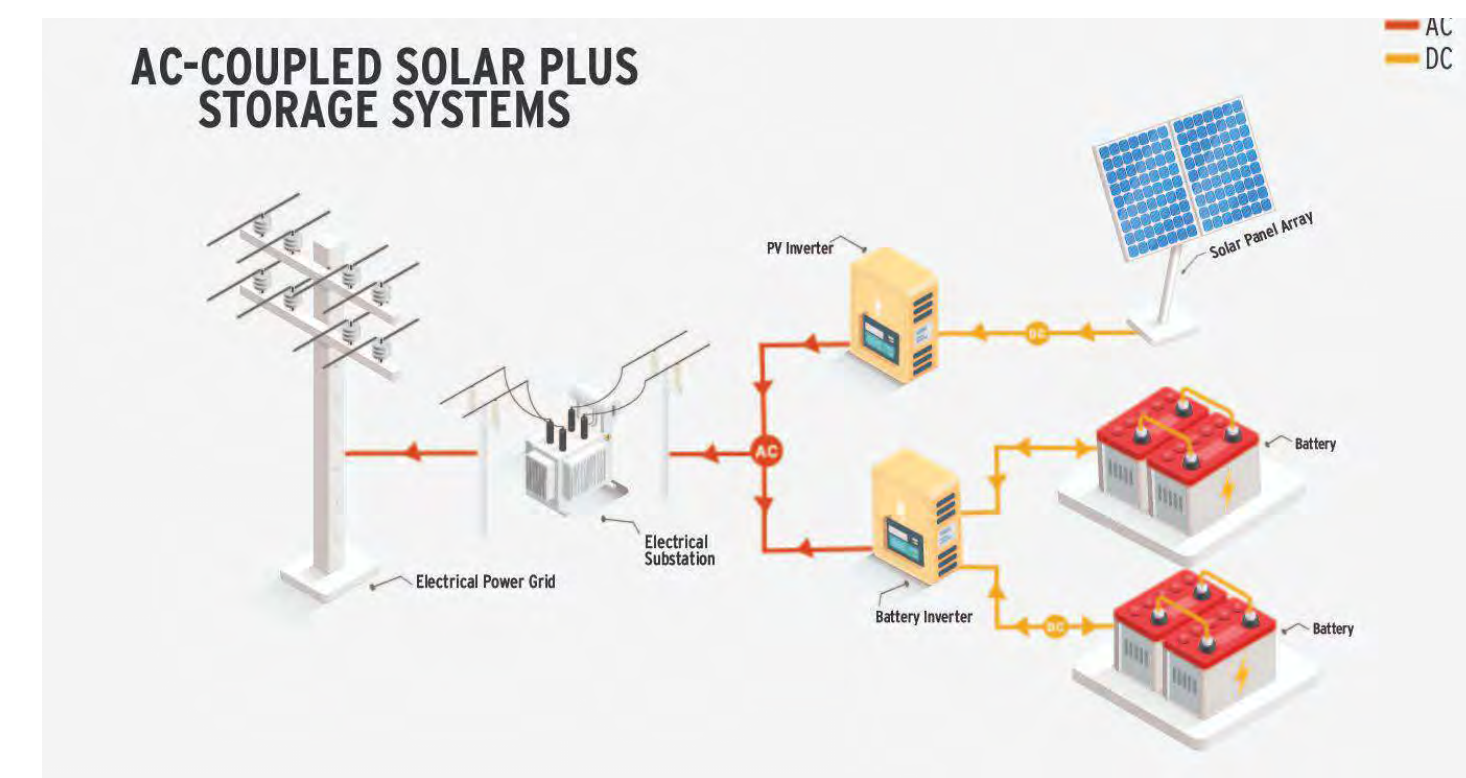 AC-COUPLED SOLAR PLUS
STORAGE SYSTEMS
AC
DC
PV Inverter
Solar Panel Array
DC
AC
Battery
Electrical
Substation
Electrical Power Grid
Battery Inverter
DC
Battery